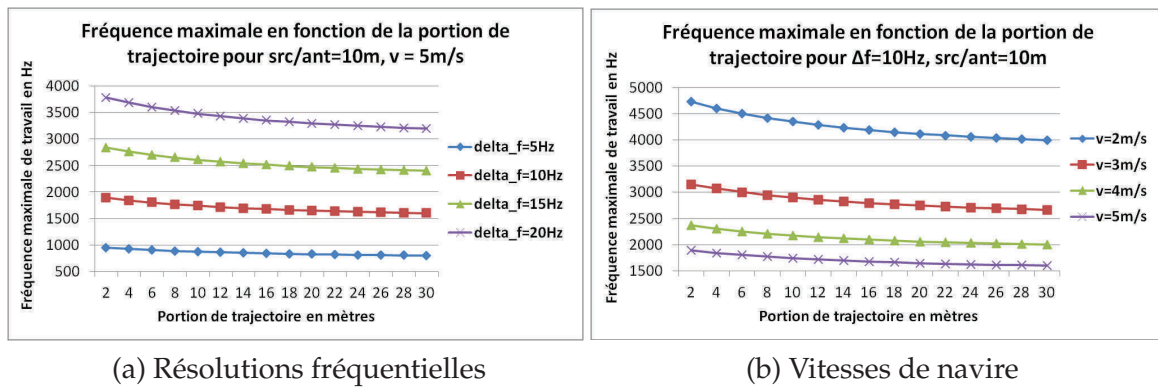 Fréquence maximale en fonction de la portion de
trajectoire pour src/ant=10m, v = 5m/s
Fréquence maximale de travail en Hz
4000
3500
3000
2500
2000
1500
1000
500
2 4 6 8 10 12 14 16 18 20 22 24 26 28 30
Portion de trajectoire en mètres
delta_f=5Hz
delta_f=10Hz
delta_f=15Hz
delta_f=20Hz
(a) Résolutions fréquentielles
Fréquence maximale en fonction de la portion de
trajectoire pour Δf=10Hz, src/ant=10m
Fréquence maximale de travail en Hz
5000
4500
4000
3500
3000
2500
2000
1500
2 4 6 8 10 12 14 16 18 20 22 24 26 28 30
Portion de trajectoire en mètres
v=2m/s
v=3m/s
v=4m/s
v=5m/s
(b) Vitesses de navire